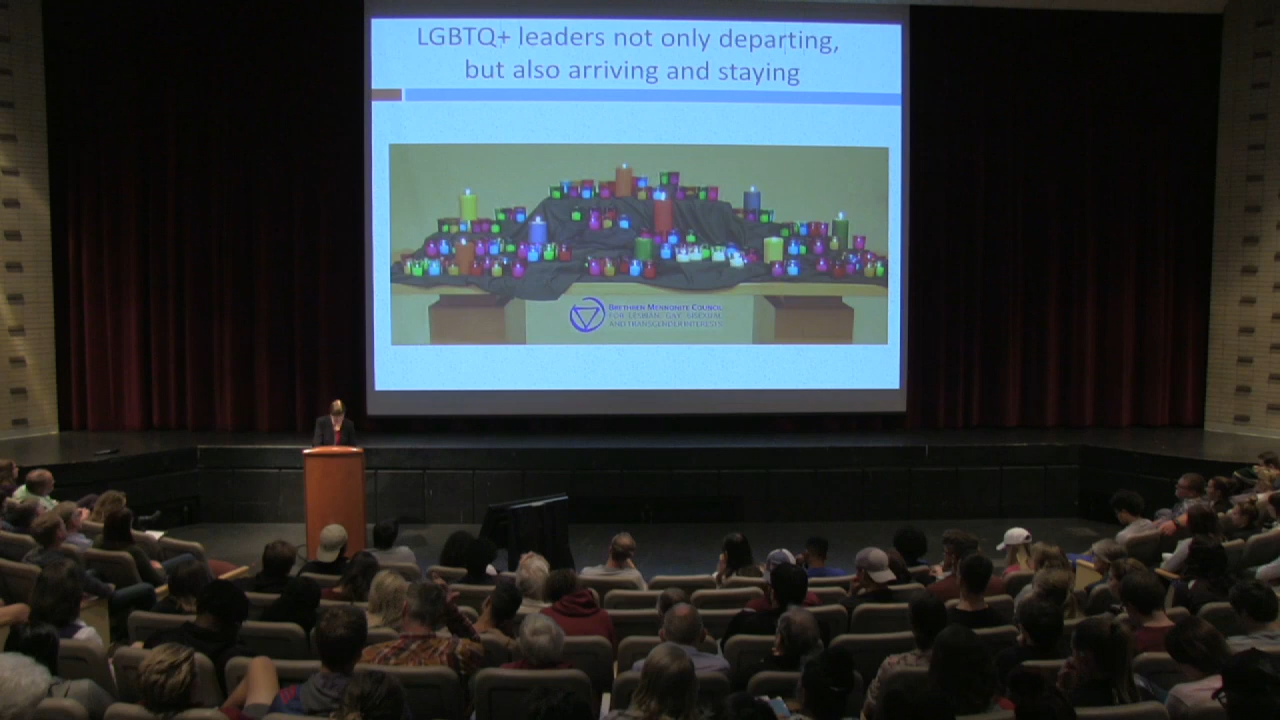 LGBTQ+ leaders not only departing,
but also arriving and staying
BRETHREN MENNONITE COUNCIL
FOR LESBIAN, GAY, BISEXUAL
AND TRANSGENDER INTERESTS